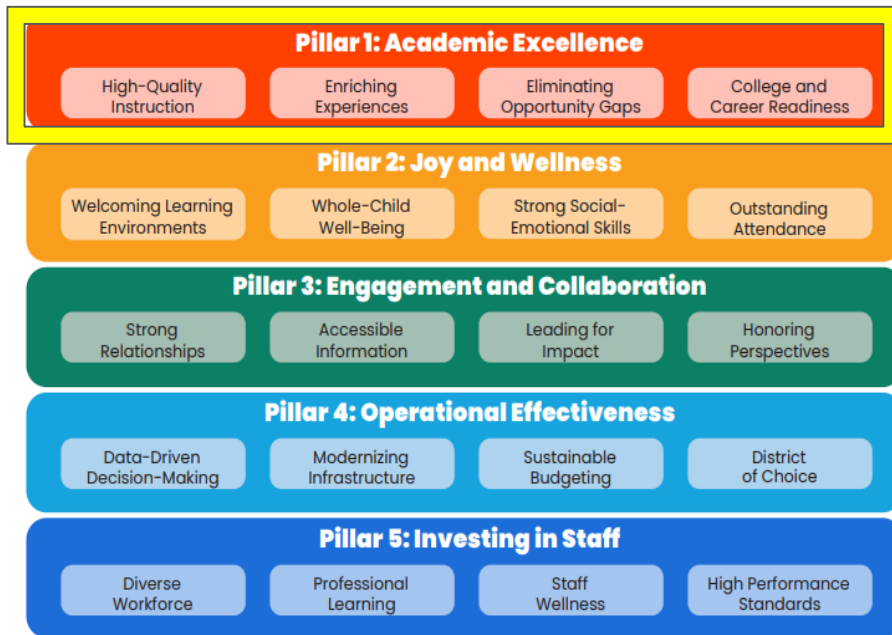 Pillar 1: Academic Excellence
High-Quality
Instruction
Enriching
Experiences
Eliminating
Opportunity Gaps
College and
Career Readiness
Pillar 2: Joy and Wellness
Welcoming Learning
Environments
Whole-Child
Well-Being
Strong Social-
Emotional Skills
Outstanding
Attendance
Pillar 3: Engagement and Collaboration
Strong
Relationships
Accessible
Information
Leading for
Impact
Honoring
Perspectives
Pillar 4: Operational Effectiveness
Data-Driven
Decision-Making
Modernizing
Infrastructure
Sustainable
Budgeting
District
of Choice
Pillar 5: Investing in Staff
Diverse
Workforce
Professional
Learning
Staff
Wellness
High Performance
Standards